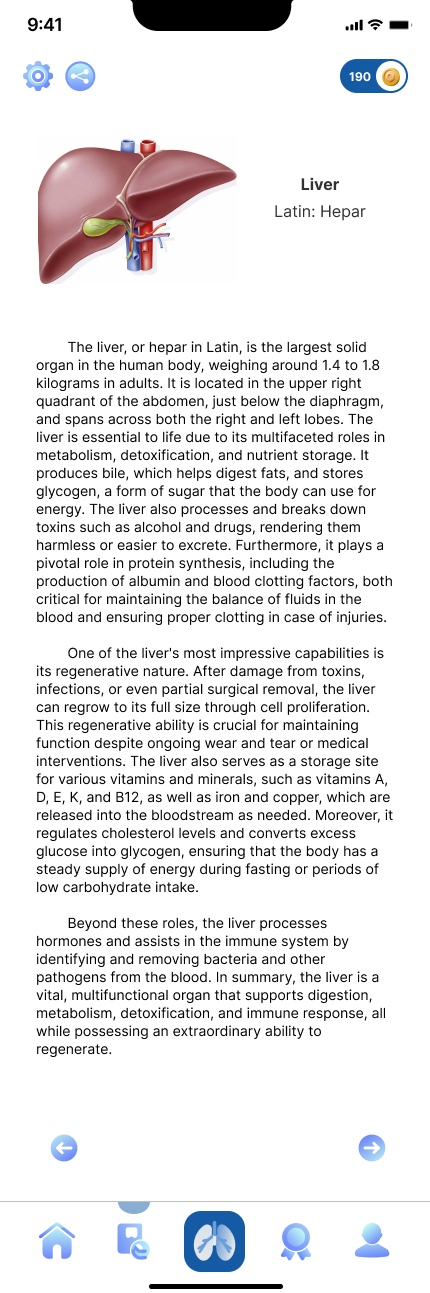 9:41
190
Liver
Latin: Hepar
The liver, or hepar in Latin, is the largest solid
organ in the human body, weighing around 1.4 to 1.8
kilograms in adults. It is located in the upper right
quadrant of the abdomen, just below the diaphragm,
and spans across both the right and left lobes. The
liver is essential to life due to its multifaceted roles in
metabolism, detoxification, and nutrient storage. It
produces bile, which helps digest fats, and stores
glycogen, a form of sugar that the body can use for
energy. The liver also processes and breaks down
toxins such as alcohol and drugs, rendering them
harmless or easier to excrete. Furthermore, it plays a
pivotal role in protein synthesis, including the
production of albumin and blood clotting factors, both
critical for maintaining the balance of fluids in the
blood and ensuring proper clotting in case of injuries.
One of the liver's most impressive capabilities is
its regenerative nature. After damage from toxins,
infections, or even partial surgical removal, the liver
can regrow to its full size through cell proliferation.
This regenerative ability is crucial for maintaining
function despite ongoing wear and tear or medical
interventions. The liver also serves as a storage site
for various vitamins and minerals, such as vitamins A,
D, E, K, and B12, as well as iron and copper, which are
released into the bloodstream as needed. Moreover, it
regulates cholesterol levels and converts excess
glucose into glycogen, ensuring that the body has a
steady supply of energy during fasting or periods of
low carbohydrate intake.
Beyond these roles, the liver processes
hormones and assists in the immune system by
identifying and removing bacteria and other
pathogens from the blood. In summary, the liver is a
vital, multifunctional organ that supports digestion,
metabolism, detoxification, and immune response, all
while possessing an extraordinary ability to
regenerate.